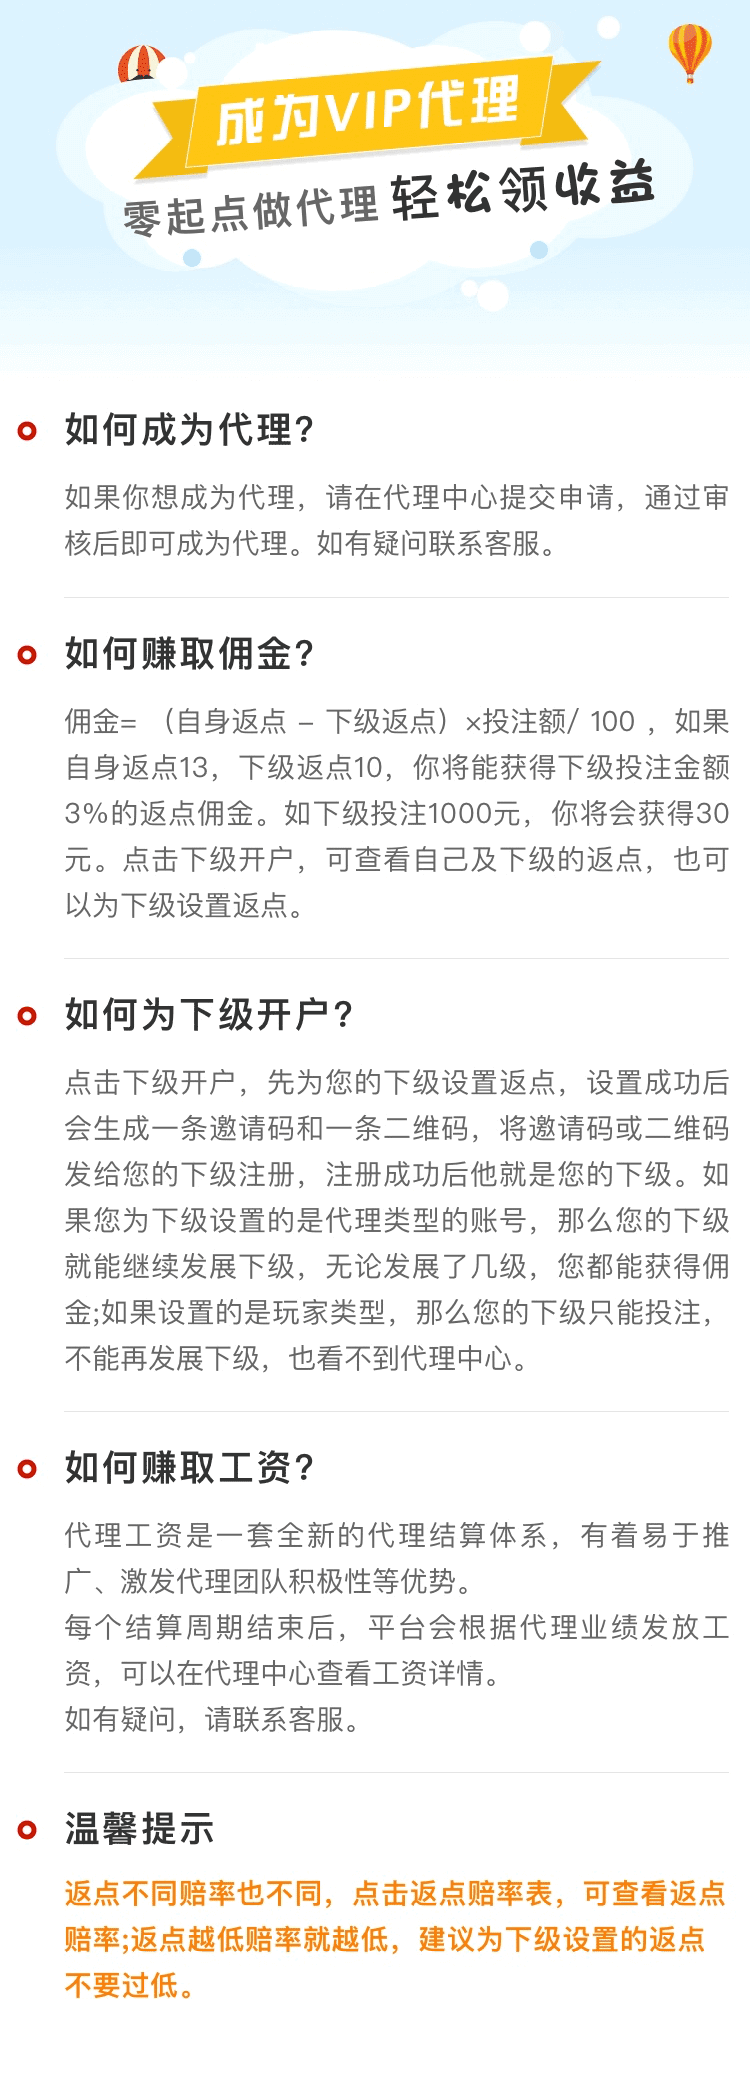 成为VIP代理
零起点做代理 轻松领收益
如何成为代理?
如果你想成为代理，请在代理中心提交申请，通过审
核后即可成为代理。如有疑问联系客服。
如何赚取佣金?
佣金= （自身返点 – 下级返点）×投注额/ 100 ，如果
自身返点13，下级返点10，你将能获得下级投注金额
3%的返点佣金。如下级投注1000元，你将会获得30
元。点击下级开户，可查看自己及下级的返点，也可
以为下级设置返点。
如何为下级开户?
点击下级开户，先为您的下级设置返点，设置成功后
会生成一条邀请码和一条二维码，将邀请码或二维码
发给您的下级注册，注册成功后他就是您的下级。如
果您为下级设置的是代理类型的账号，那么您的下级
就能继续发展下级，无论发展了几级，您都能获得佣
金;如果设置的是玩家类型，那么您的下级只能投注，
不能再发展下级，也看不到代理中心。
如何赚取工资?
代理工资是一套全新的代理结算体系，有着易于推
广、激发代理团队积极性等优势。
每个结算周期结束后，平台会根据代理业绩发放工
资，可以在代理中心查看工资详情。
如有疑问，请联系客服。
温馨提示
返点不同赔率也不同，点击返点赔率表，可查看返点
赔率;返点越低赔率就越低，建议为下级设置的返点
不要过低。